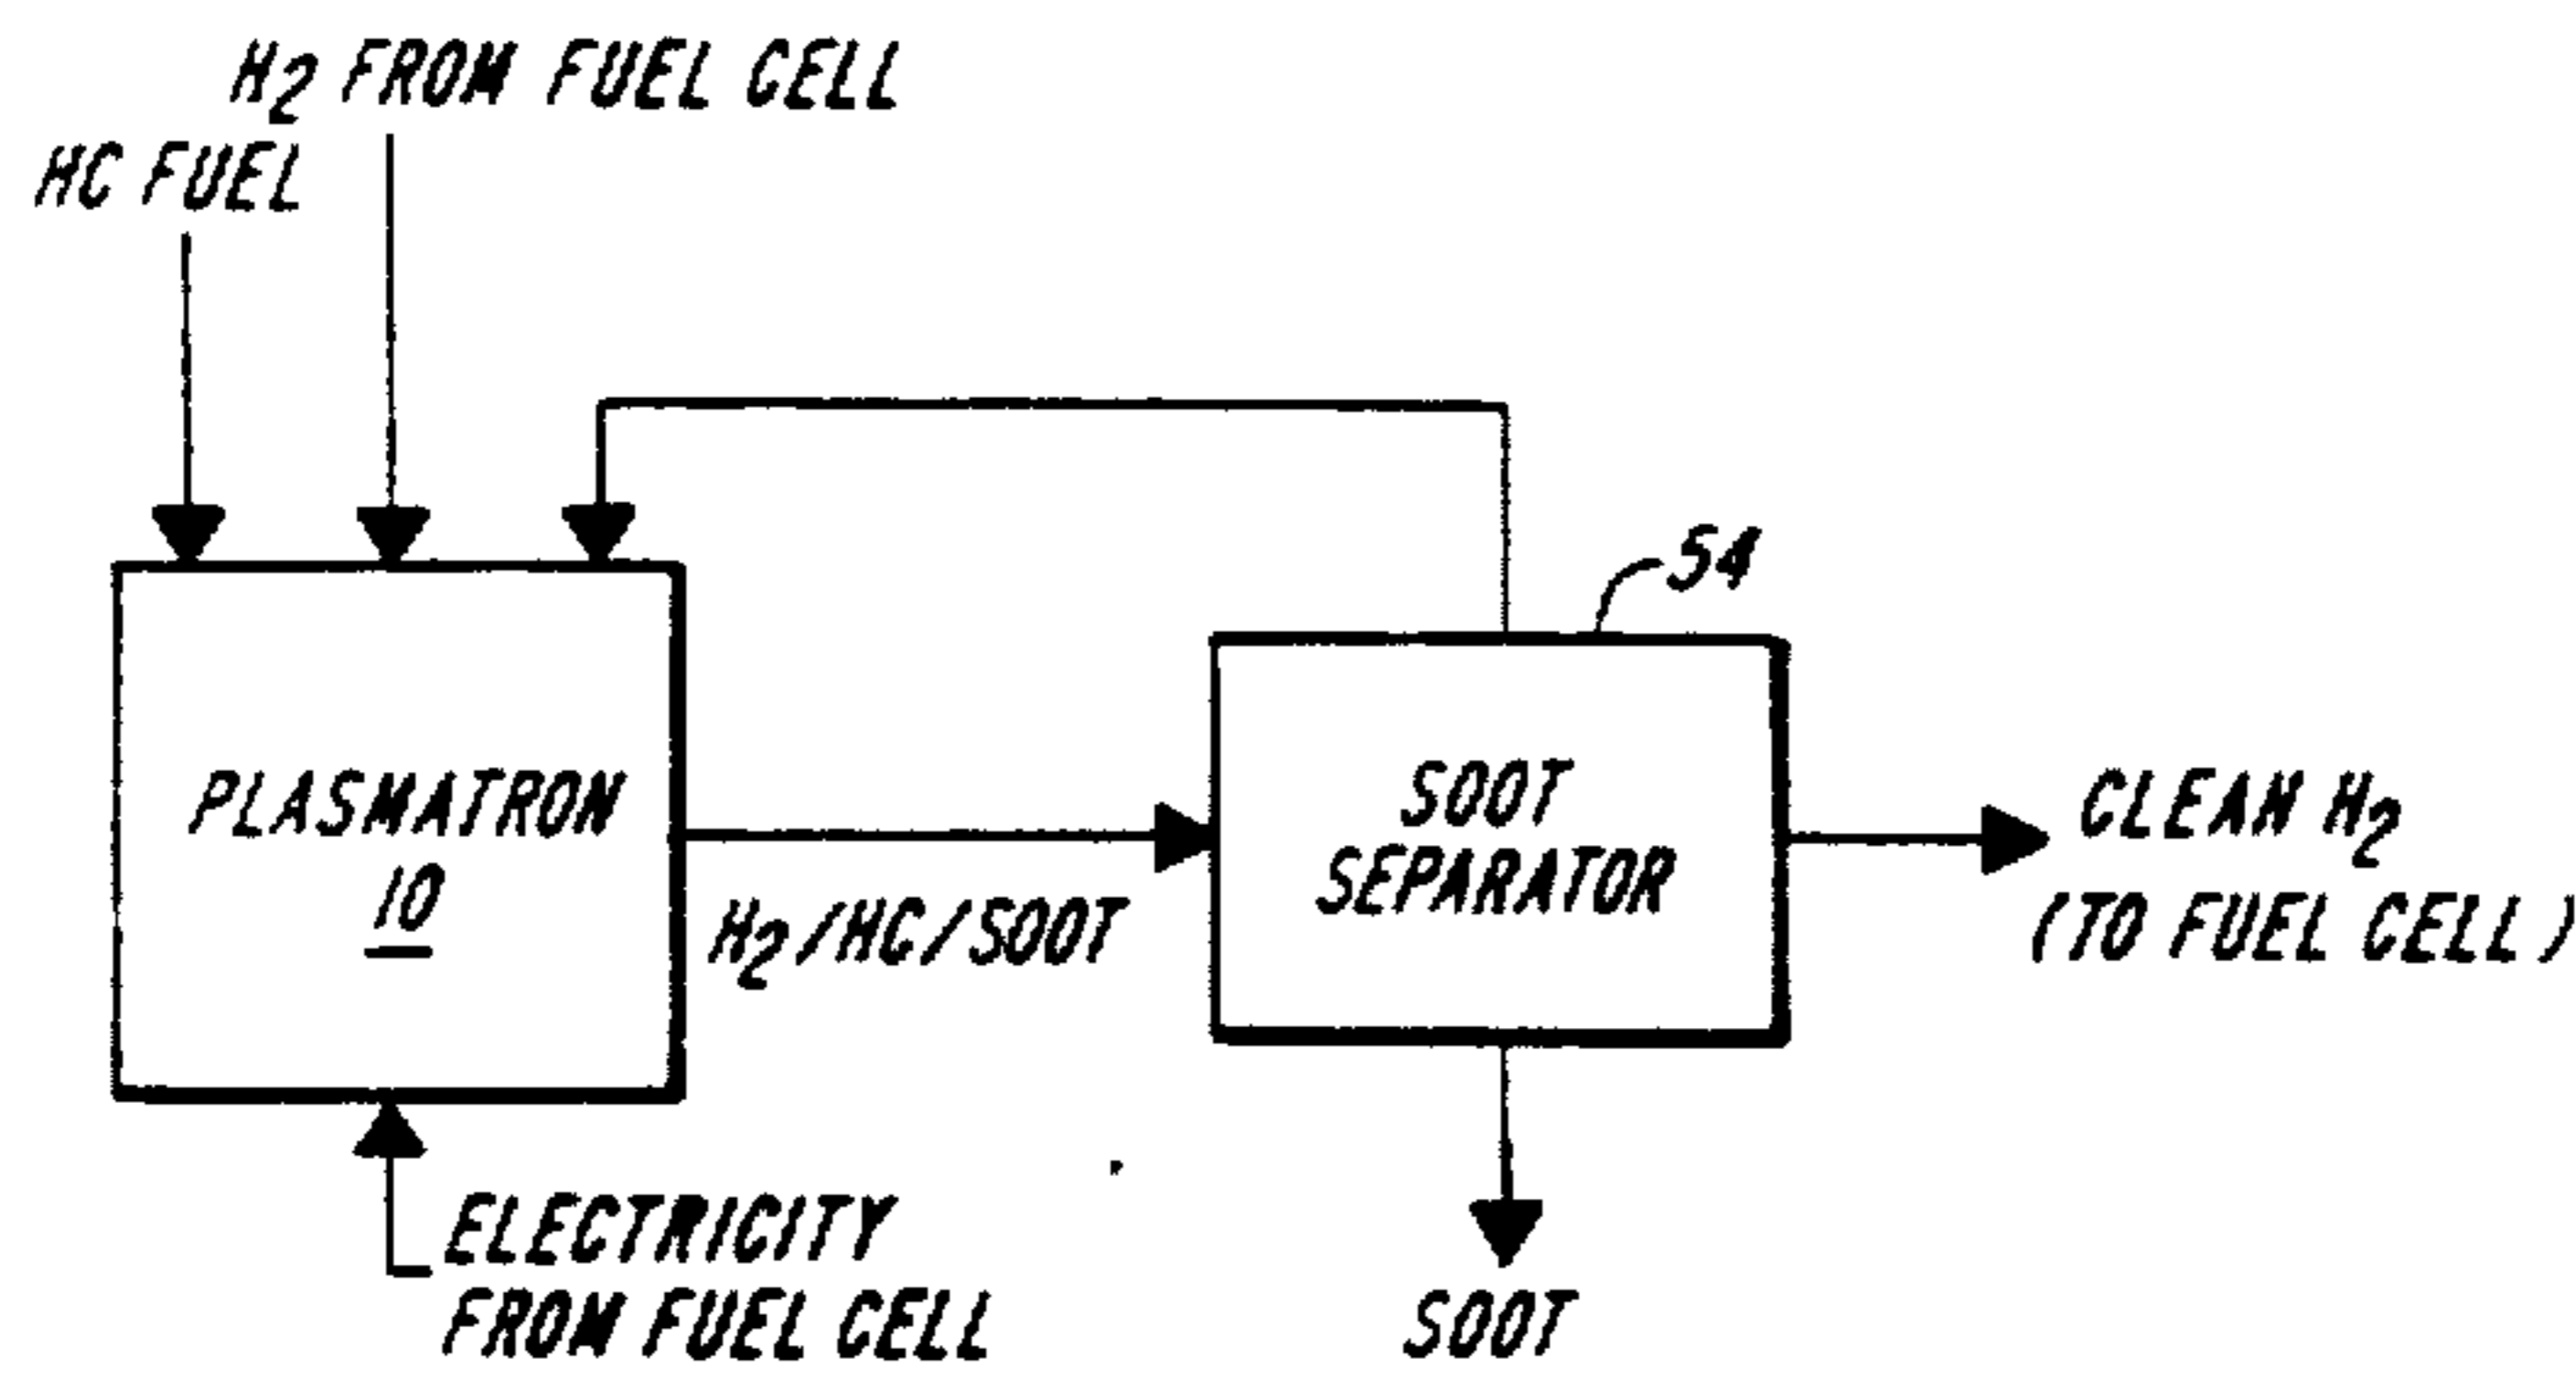 H2 FROM FUEL CELL
HC FUEL
54
PLASMATRON
10
SOOT
SEPARATOR
H2/HC/SOOT
CLEAN H2
(TO FUEL CELL)
ELECTRICITY
FROM FUEL CELL
SOOT